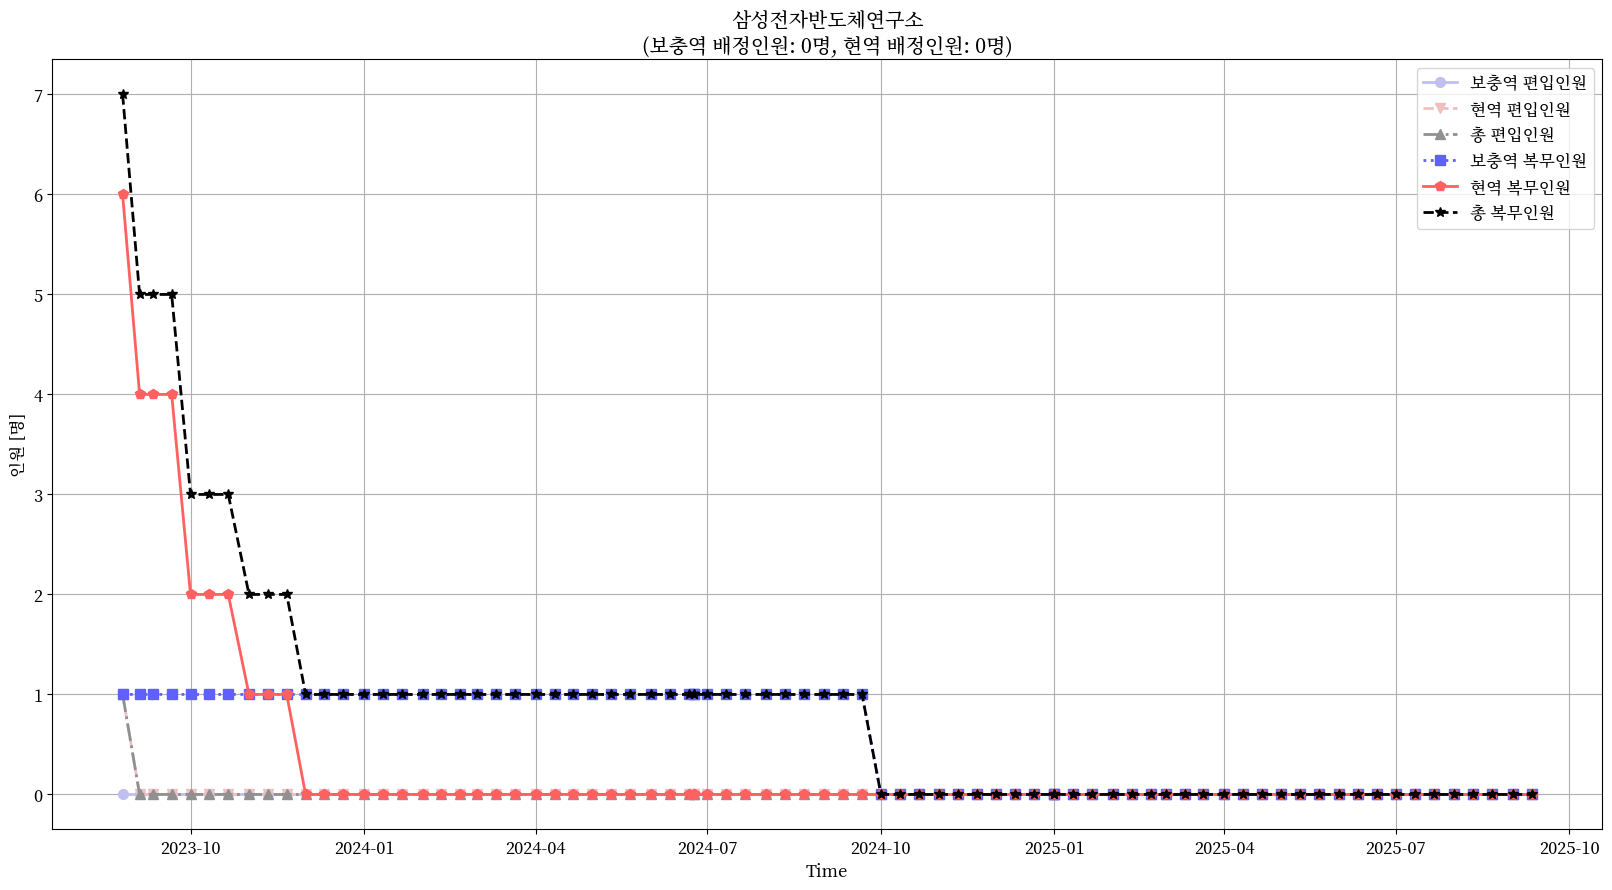 삼성전자반도체연구소
(보충역 배정인원: 0명, 현역 배정인원: 0명)
보충역 편입인원
현역 편입인원
총 편입인원
보충역 복무인원
현역 복무인원
총 복무인원
인원 [명]
7
6
5
4
3
2
1
0
2023-10
2024-01
2024-04
2024-07
2024-10
2025-01
2025-04
2025-07
2025-10
Time